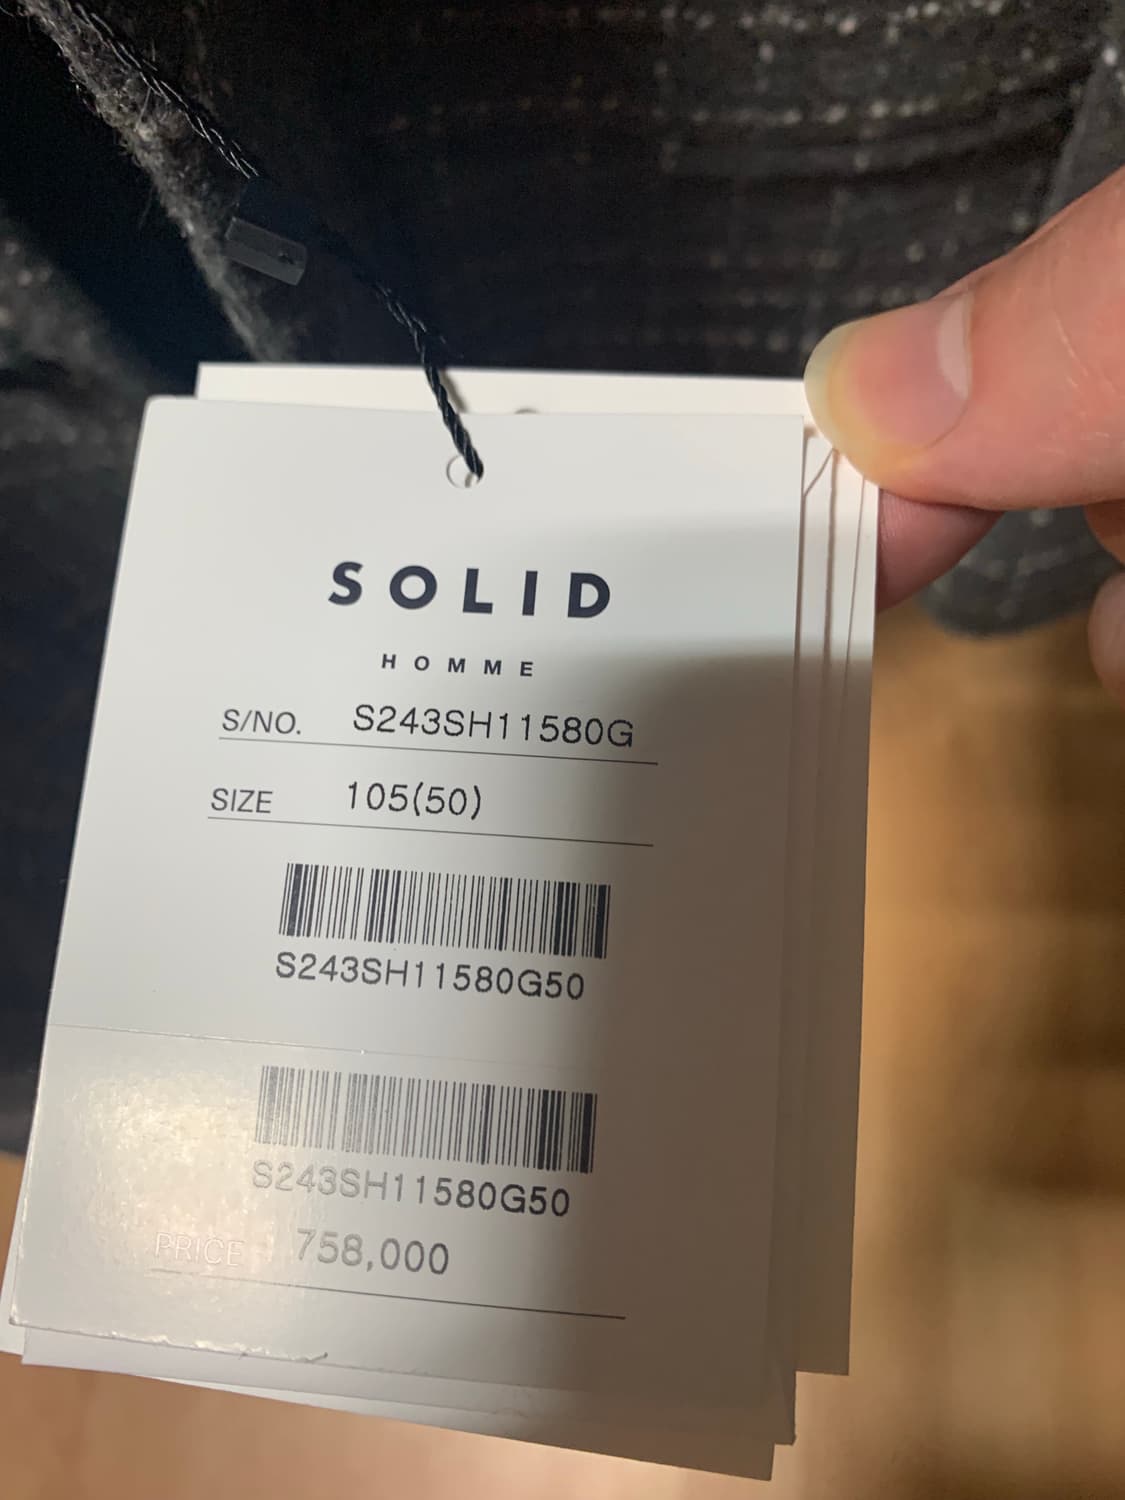 SOLID
HOMME
S/NO. S243SH11580G
SIZE 105(50)
S243SH11580G50
S243SH11580G50
PRICE 758,000